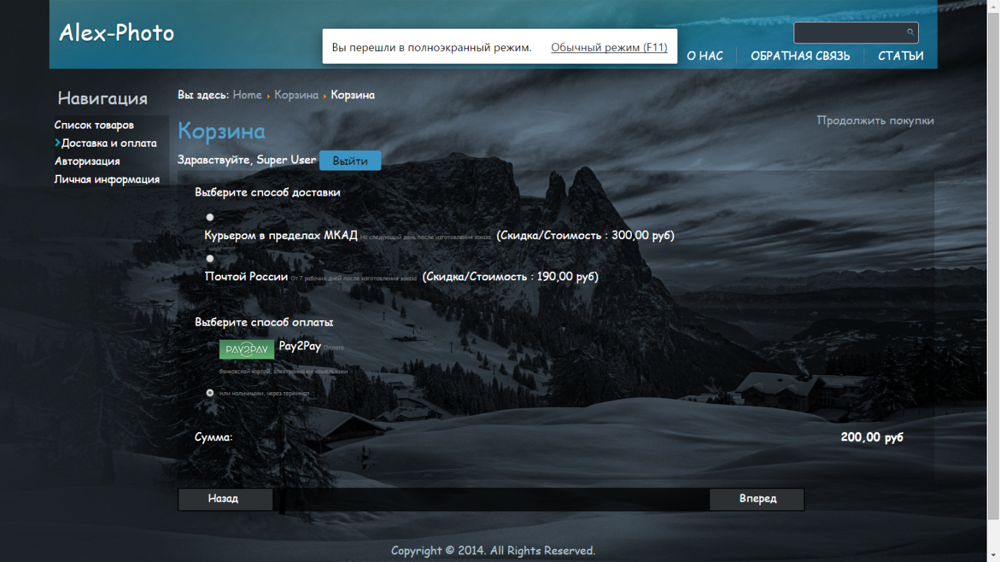 Alex-Photo
Вы перешли в полноэкранный режим. Обычный режим (F11)
О НАС ОБРАТНАЯ СВЯЗЬ СТАТЬИ
Навигация
Список товаров
Доставка и оплата
Авторизация
Личная информация
Вы здесь: Home Корзина Корзина
Продолжить покупки
Корзина
Здравствуйте, Super User Выйти
Выберите способ доставки
Курьером в пределах МКАД На следующий день после изготовления заказа. (Скидка/Стоимость : 300,00 руб)
Почтой России От 7 рабочих дней после изготовления заказа (Скидка/Стоимость : 190,00 руб)
Выберите способ оплаты
PAY2PAY Pay2Pay Оплата
банковской картой, электронными кошельками
или наличными, через терминал
Сумма: 200,00 руб
Назад Вперед
Copyright © 2014. All Rights Reserved.